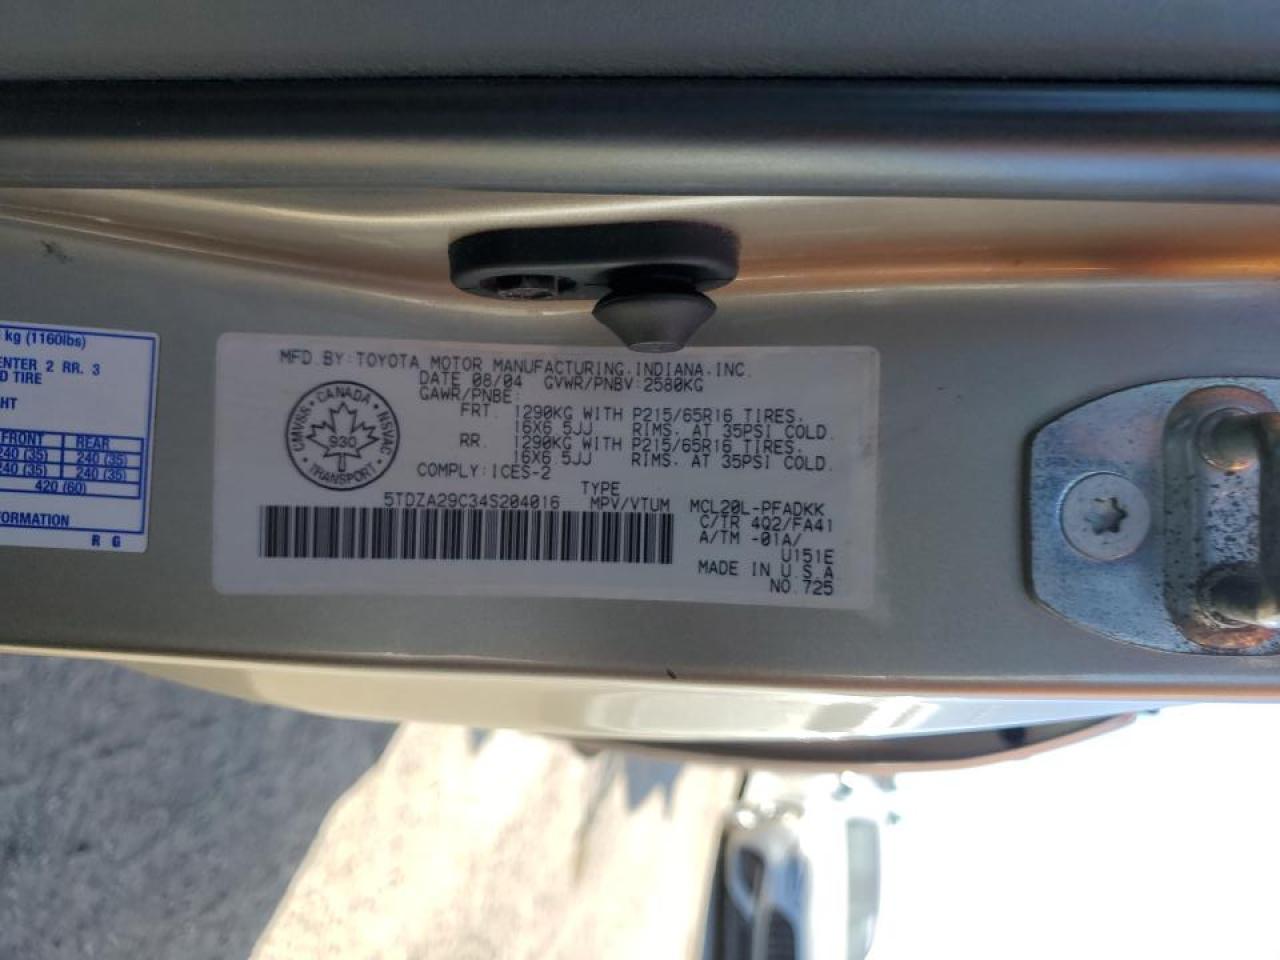 kg (1160lbs)
ENTER 2 RR. 3
D TIRE
HT
FRONT REAR
240 (35) 240 (35)
240 (35) 240 (35)
420 (60)
FORMATION
R G
MFD.BY:TOYOTA MOTOR MANUFACTURING,INDIANA,INC.
DATE 08/04 GVWR/PNBV:2580KG
GAWR/PNBE:
FRT. 1290KG WITH P215/65R16 TIRES.
16X6.5JJ RIMS. AT 35PSI COLD.
RR. 1290KG WITH P215/65R16 TIRES.
16X6.5JJ RIMS. AT 35PSI COLD.
COMPLY:ICES-2
CANADA
CMVSS 930 NSVAC
TRANSPORT
TYPE
5TDZA29C34S204016 MPV/VTUM MCL20L-PFADKK
C/TR 4Q2/FA41
A/TM -01A/
U151E
MADE IN U.S.A
NO.725